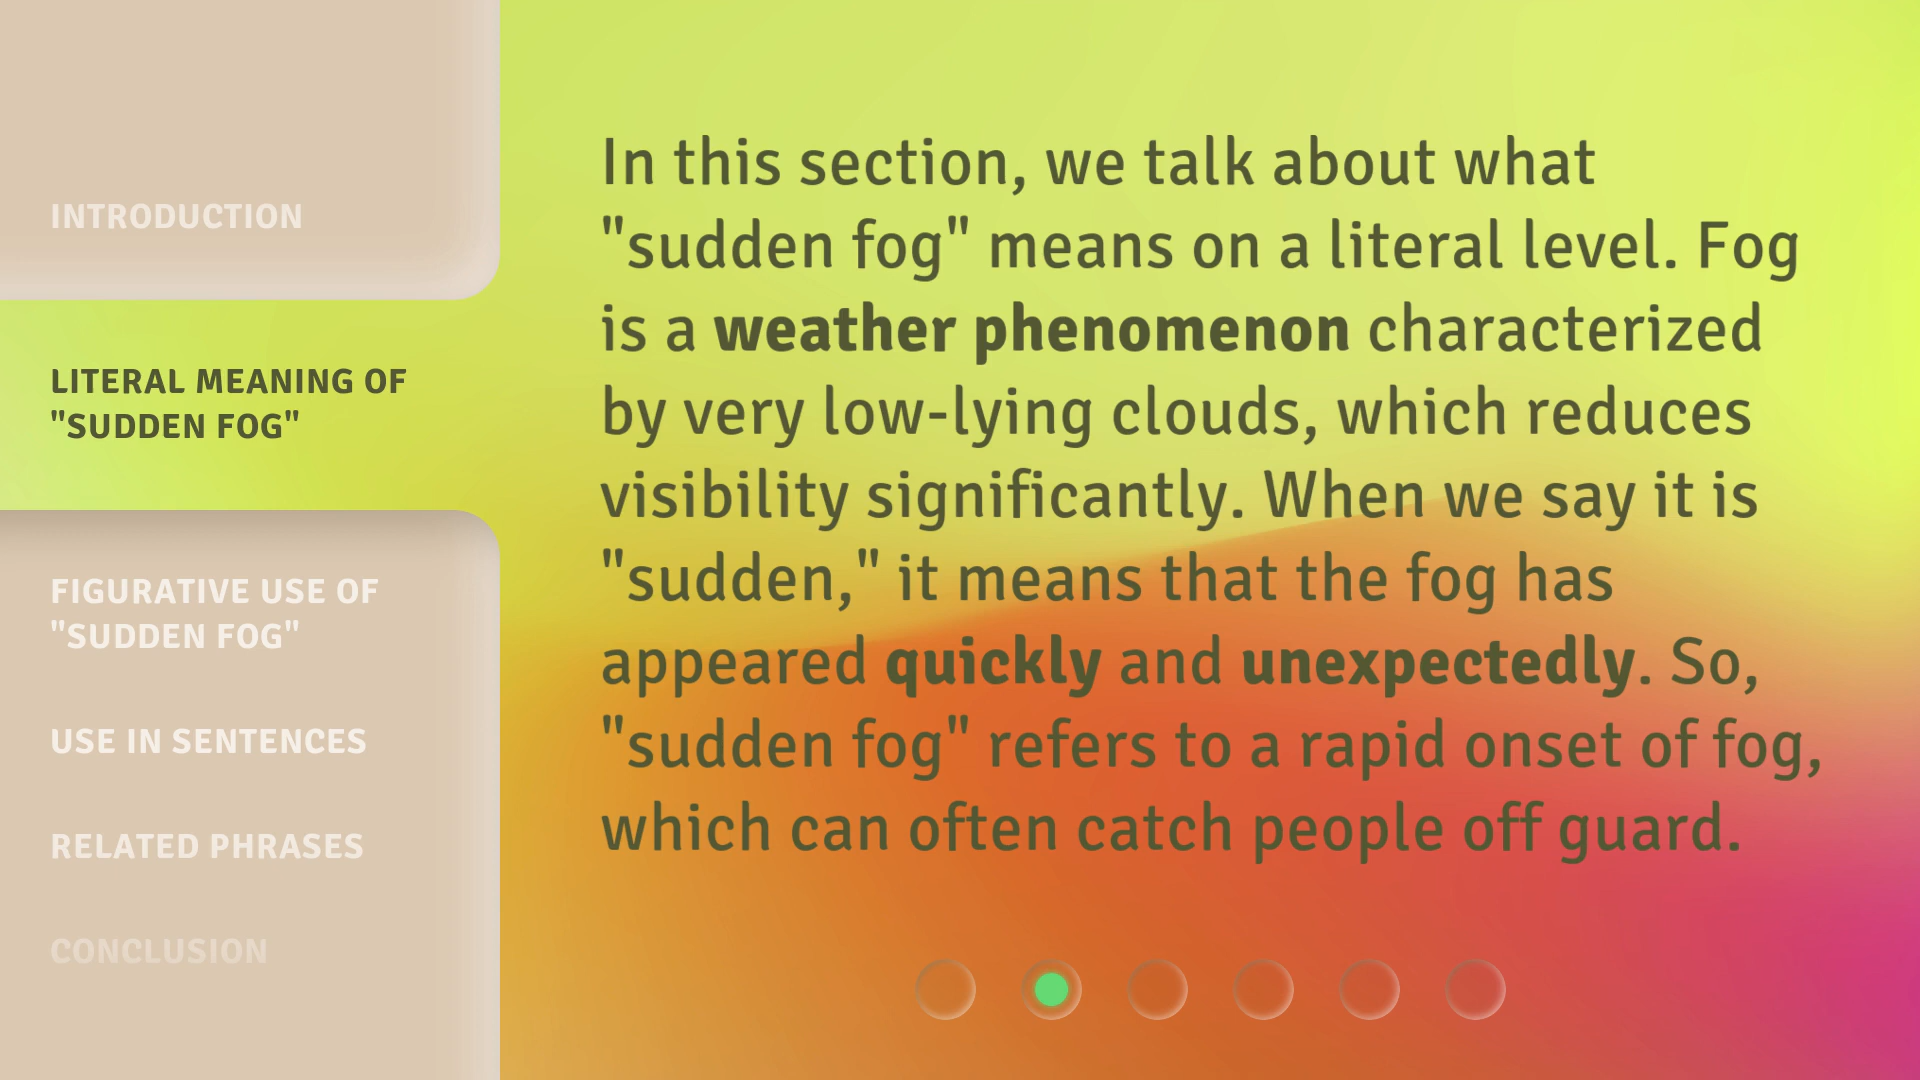 INTRODUCTION
LITERAL MEANING OF
"SUDDEN FOG"
FIGURATIVE USE OF
"SUDDEN FOG"
USE IN SENTENCES
RELATED PHRASES
CONCLUSION
In this section, we talk about what
"sudden fog" means on a literal level. Fog
is a weather phenomenon characterized
by very low-lying clouds, which reduces
visibility significantly. When we say it is
"sudden," it means that the fog has
appeared quickly and unexpectedly. So,
"sudden fog" refers to a rapid onset of fog,
which can often catch people off guard.